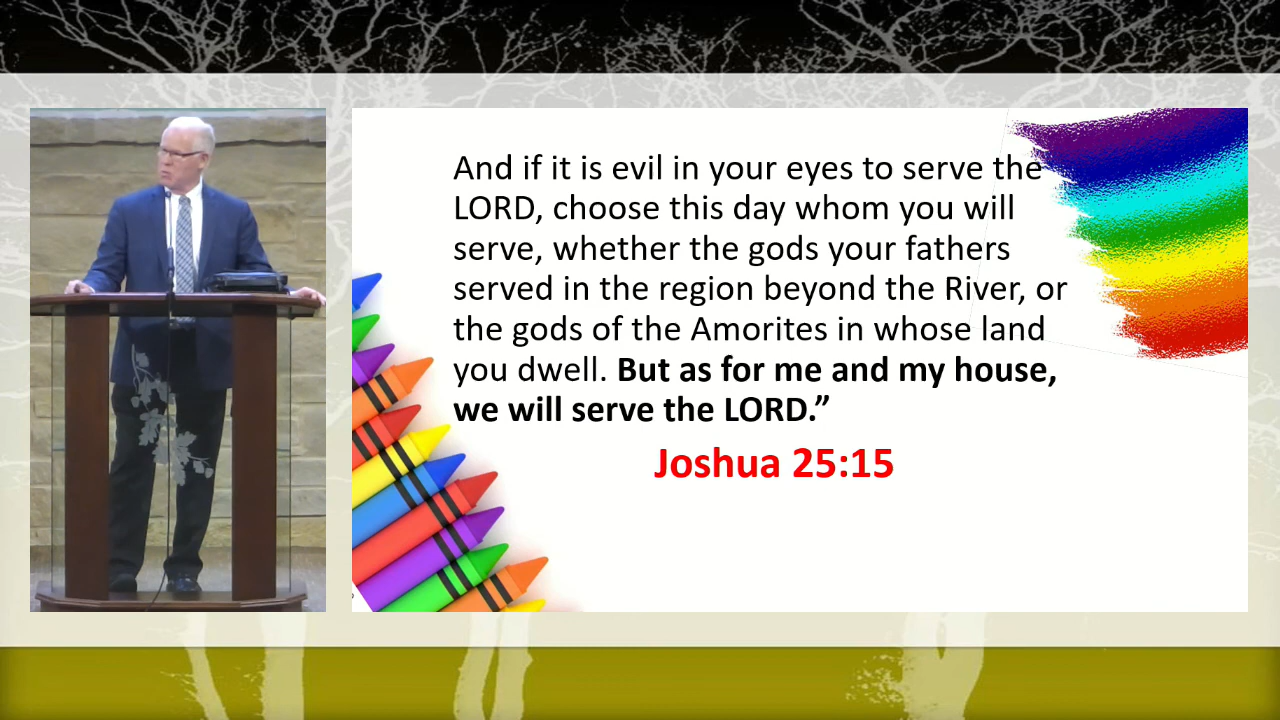 And if it is evil in your eyes to serve the
LORD, choose this day whom you will
serve, whether the gods your fathers
served in the region beyond the River, or
the gods of the Amorites in whose land
you dwell. But as for me and my house,
we will serve the LORD.”
Joshua 25:15